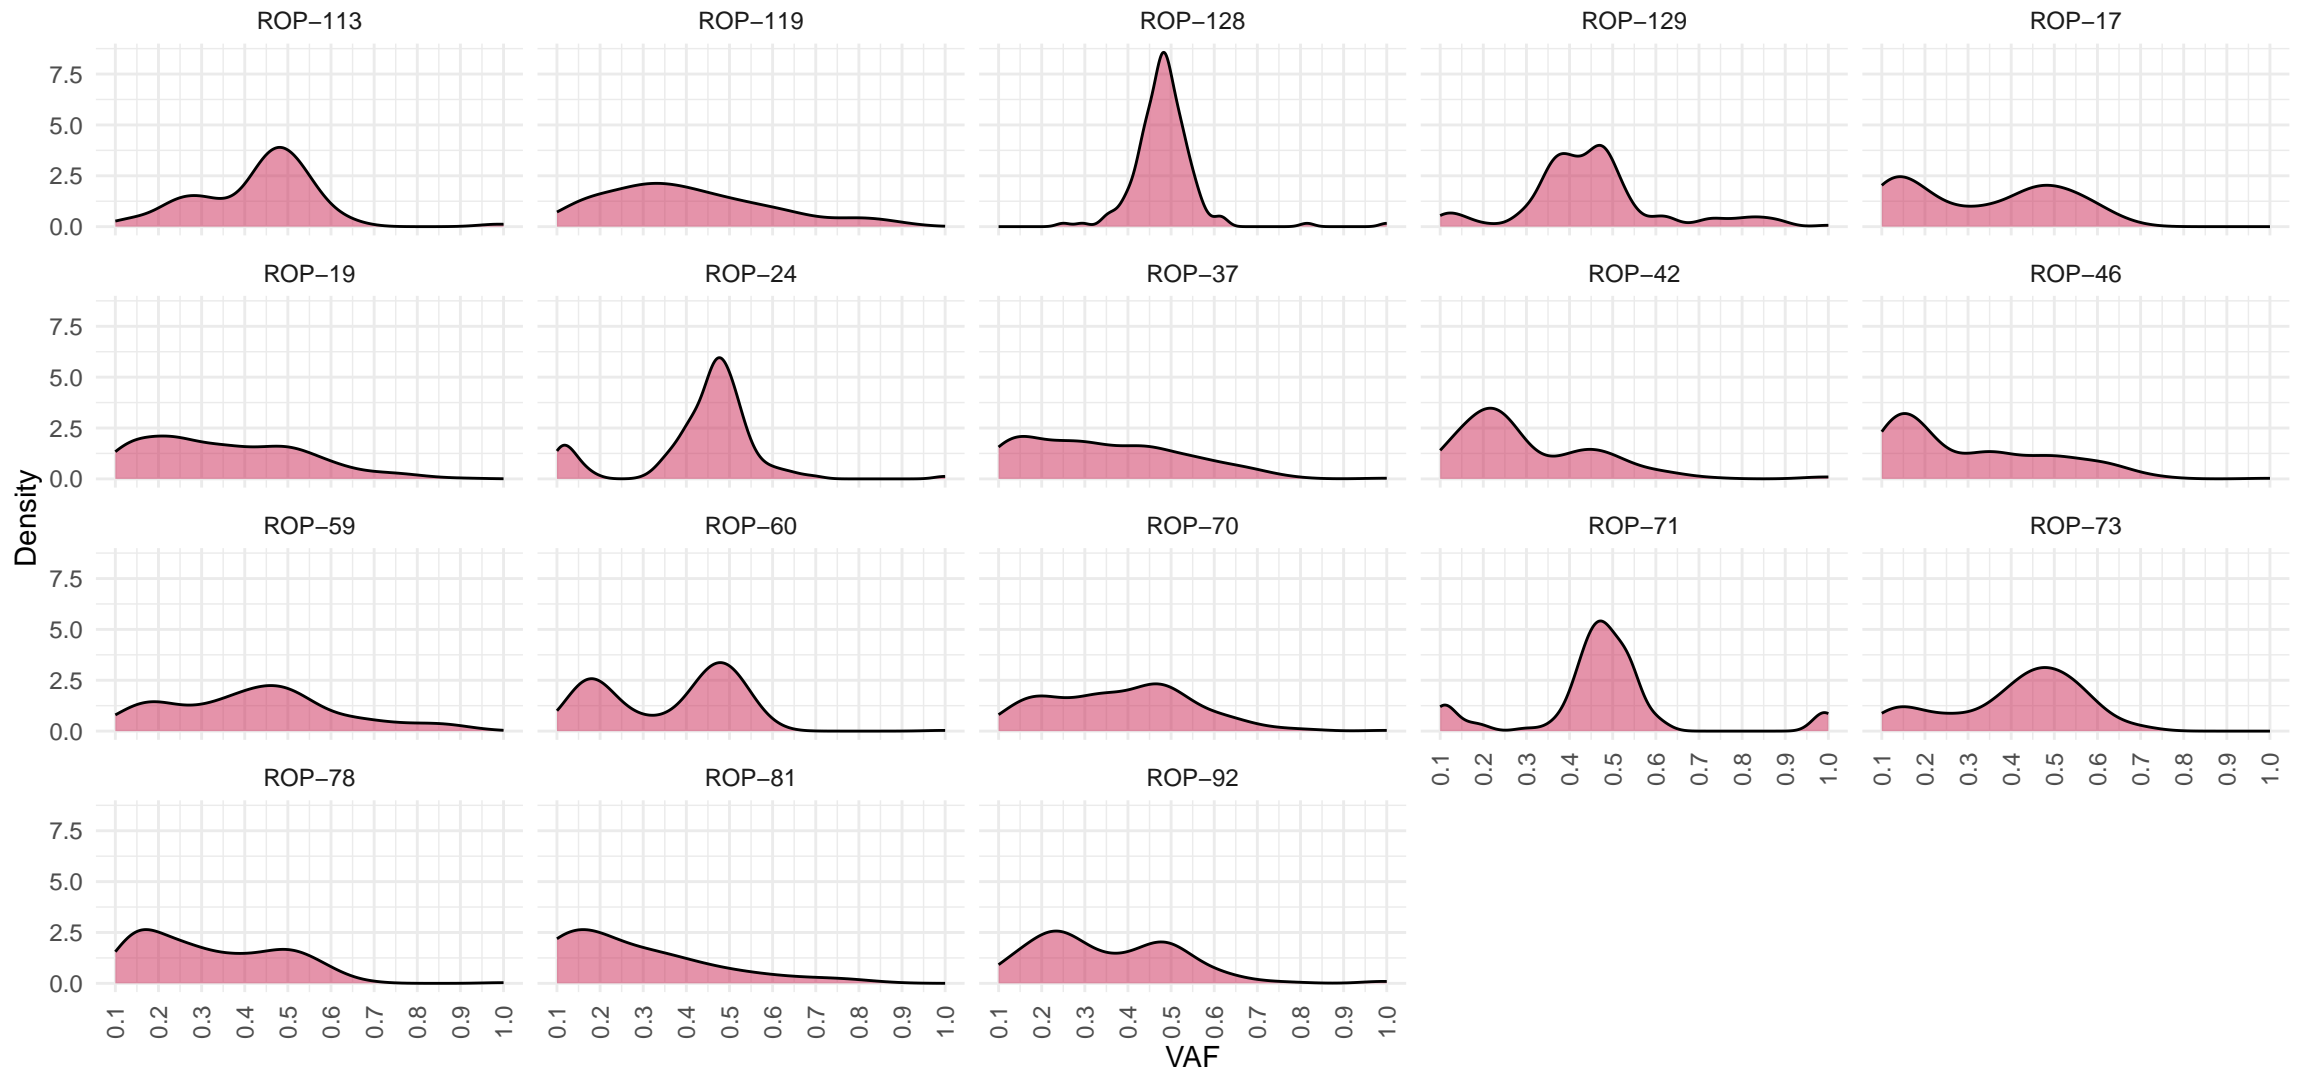 ROP−113 ROP−119 ROP−128 ROP−129 ROP−17
7.5
5.0
2.5
0.0
ROP−19 ROP−24 ROP−37 ROP−42 ROP−46
7.5
5.0
2.5
0.0
Density
ROP−59 ROP−60 ROP−70 ROP−71 ROP−73
7.5
5.0
2.5
0.0
0.1 0.2 0.3 0.4 0.5 0.6 0.7 0.8 0.9 1.0 0.1 0.2 0.3 0.4 0.5 0.6 0.7 0.8 0.9 1.0
ROP−78 ROP−81 ROP−92
7.5
5.0
2.5
0.0
0.1 0.2 0.3 0.4 0.5 0.6 0.7 0.8 0.9 1.0 0.1 0.2 0.3 0.4 0.5 0.6 0.7 0.8 0.9 1.0 0.1 0.2 0.3 0.4 0.5 0.6 0.7 0.8 0.9 1.0
VAF